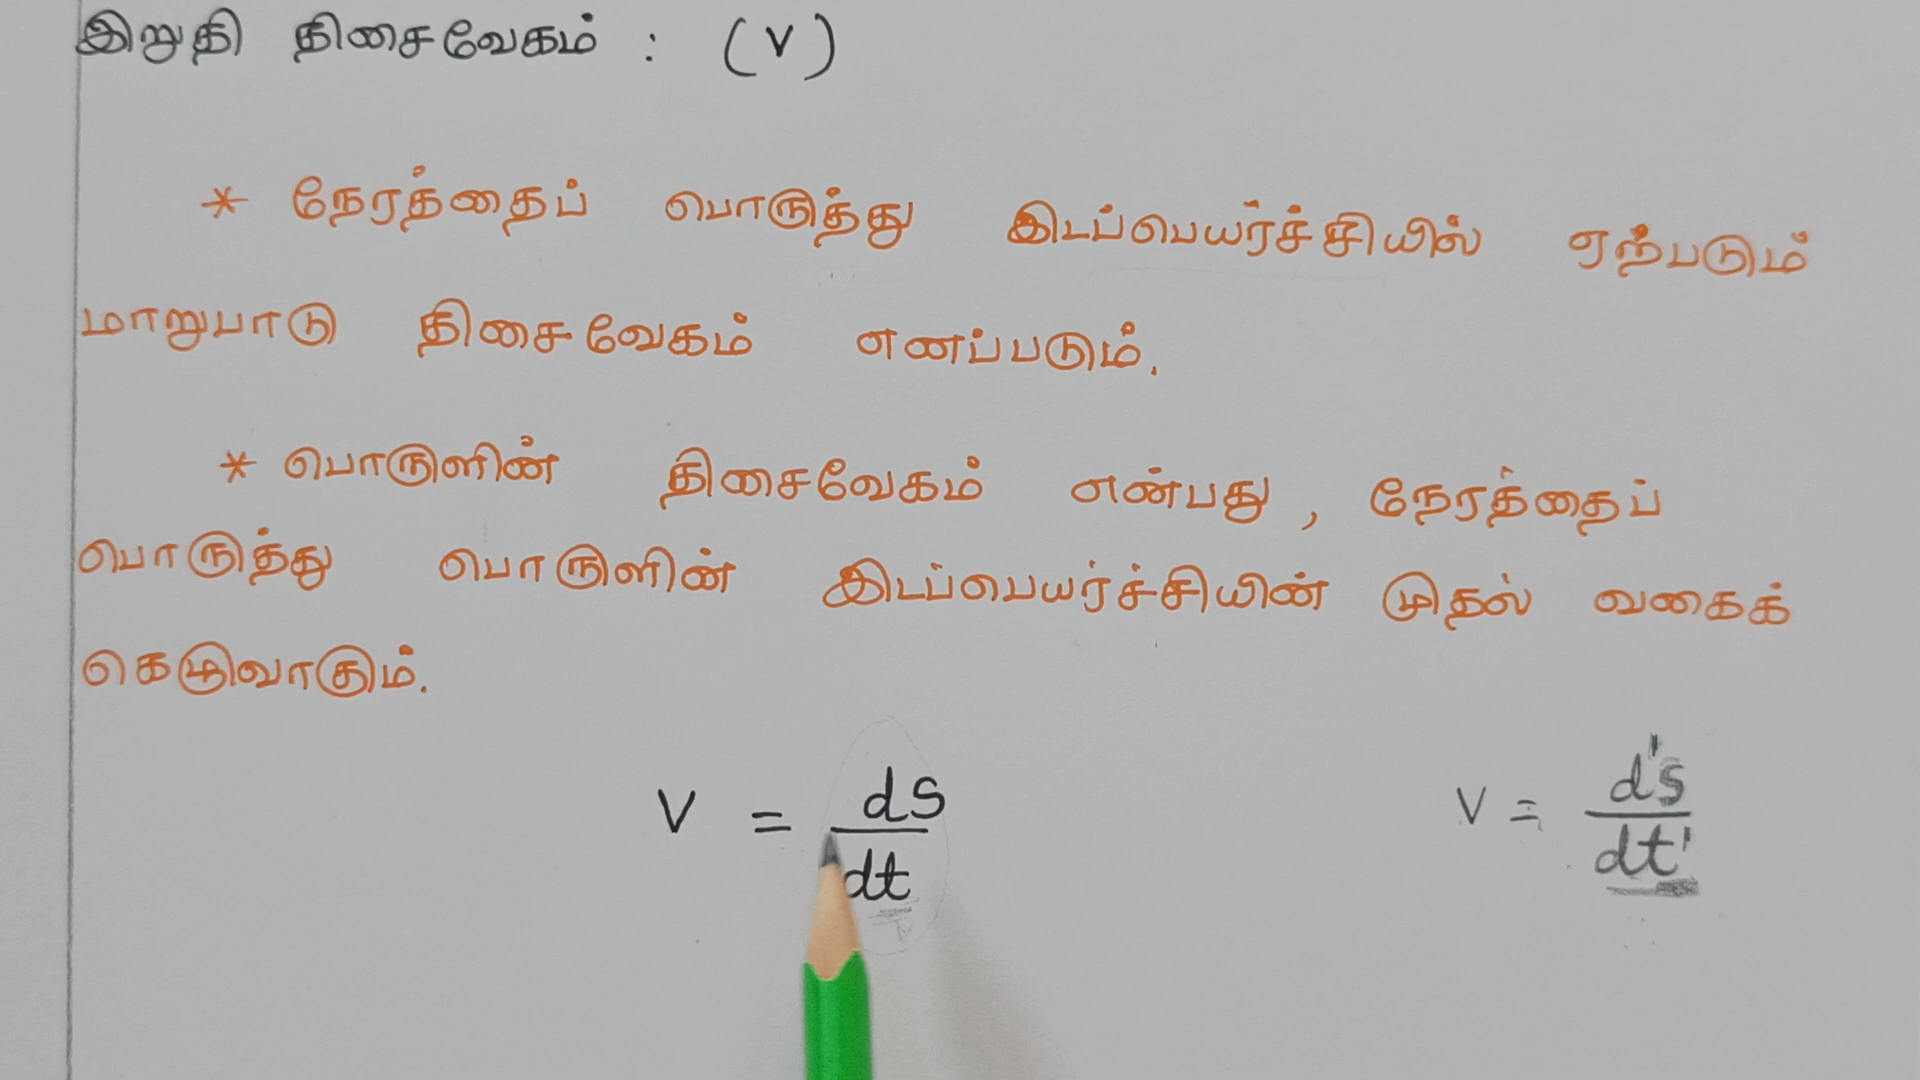 இறுதி திசைவேகம் : (V)
* நேரத்தைப் பொருத்து இடப்பெயர்ச்சியில் ஏற்படும்
மாறுபாடு திசைவேகம் எனப்படும்.
* பொருளின் திசைவேகம் என்பது, நேரத்தைப்
பொருத்து பொருளின் இடப்பெயர்ச்சியின் முதல் வகைக்
கெழுவாகும்.
V = ds/dt
V = d's/dt'